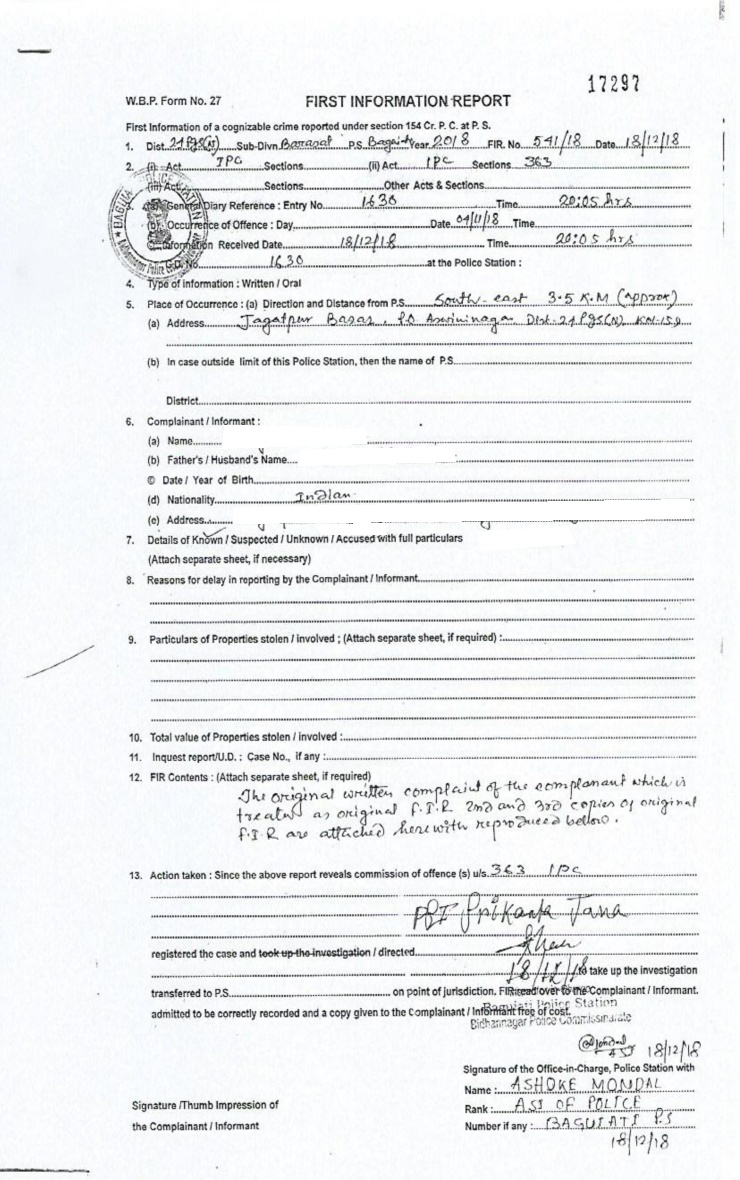 17297
W.B.P. Form No. 27 FIRST INFORMATION REPORT
First Information of a cognizable crime reported under section 154 Cr. P. C. at P. S.
1. Dist. 24 Pgs(N) Sub-Divn Barasat P.S. Baguiati Year 2018 FIR. No. 541/18 Date 18/12/18
2. (i) Act IPC Sections (ii) Act IPC Sections 363
(iii) Act Sections Other Acts & Sections
3. (a) General Diary Reference : Entry No. 1630 Time 20:05 hrs
(b) Occurrence of Offence : Day Date 04/11/18 Time
© Information Received Date 18/12/18 Time 20:05 hrs
G.D. No. 1630 at the Police Station :
4. Type of information : Written / Oral
5. Place of Occurrence : (a) Direction and Distance from P.S. South-east 3.5 K.M (approx)
(a) Address Jagatpur Bazar, P.O Aswininagar Dist-24 Pgs(N) Kol-159
(b) In case outside limit of this Police Station, then the name of P.S.
District
6. Complainant / Informant :
(a) Name
(b) Father's / Husband's Name
© Date / Year of Birth
(d) Nationality Indian
(e) Address
7. Details of Known / Suspected / Unknown / Accused with full particulars
(Attach separate sheet, if necessary)
8. Reasons for delay in reporting by the Complainant / Informant
9. Particulars of Properties stolen / involved ; (Attach separate sheet, if required) :
10. Total value of Properties stolen / involved :
11. Inquest report/U.D. : Case No., if any :
12. FIR Contents : (Attach separate sheet, if required)
The original written complaint of the complanant which is
treated as original F.I.R 2nd and 3rd copies of original
F.I.R are attached herewith reproduced bellow.
13. Action taken : Since the above report reveals commission of offence (s) u/s. 363 IPC
PSI Srikanta Jana
registered the case and took up the investigation / directed
18/12/18 to take up the investigation
transferred to P.S. on point of jurisdiction. FIR read over to the Complainant / Informant.
admitted to be correctly recorded and a copy given to the Complainant / Informant free of cost.
Baguiati Police Station
Bidhannagar Police Commissionerate
ASI 18/12/18
Signature of the Office-in-Charge, Police Station with
Name : ASHOKE MONDAL
Signature /Thumb Impression of Rank : ASI OF POLICE
the Complainant / Informant Number if any : BAGUIATI P.S
18/12/18